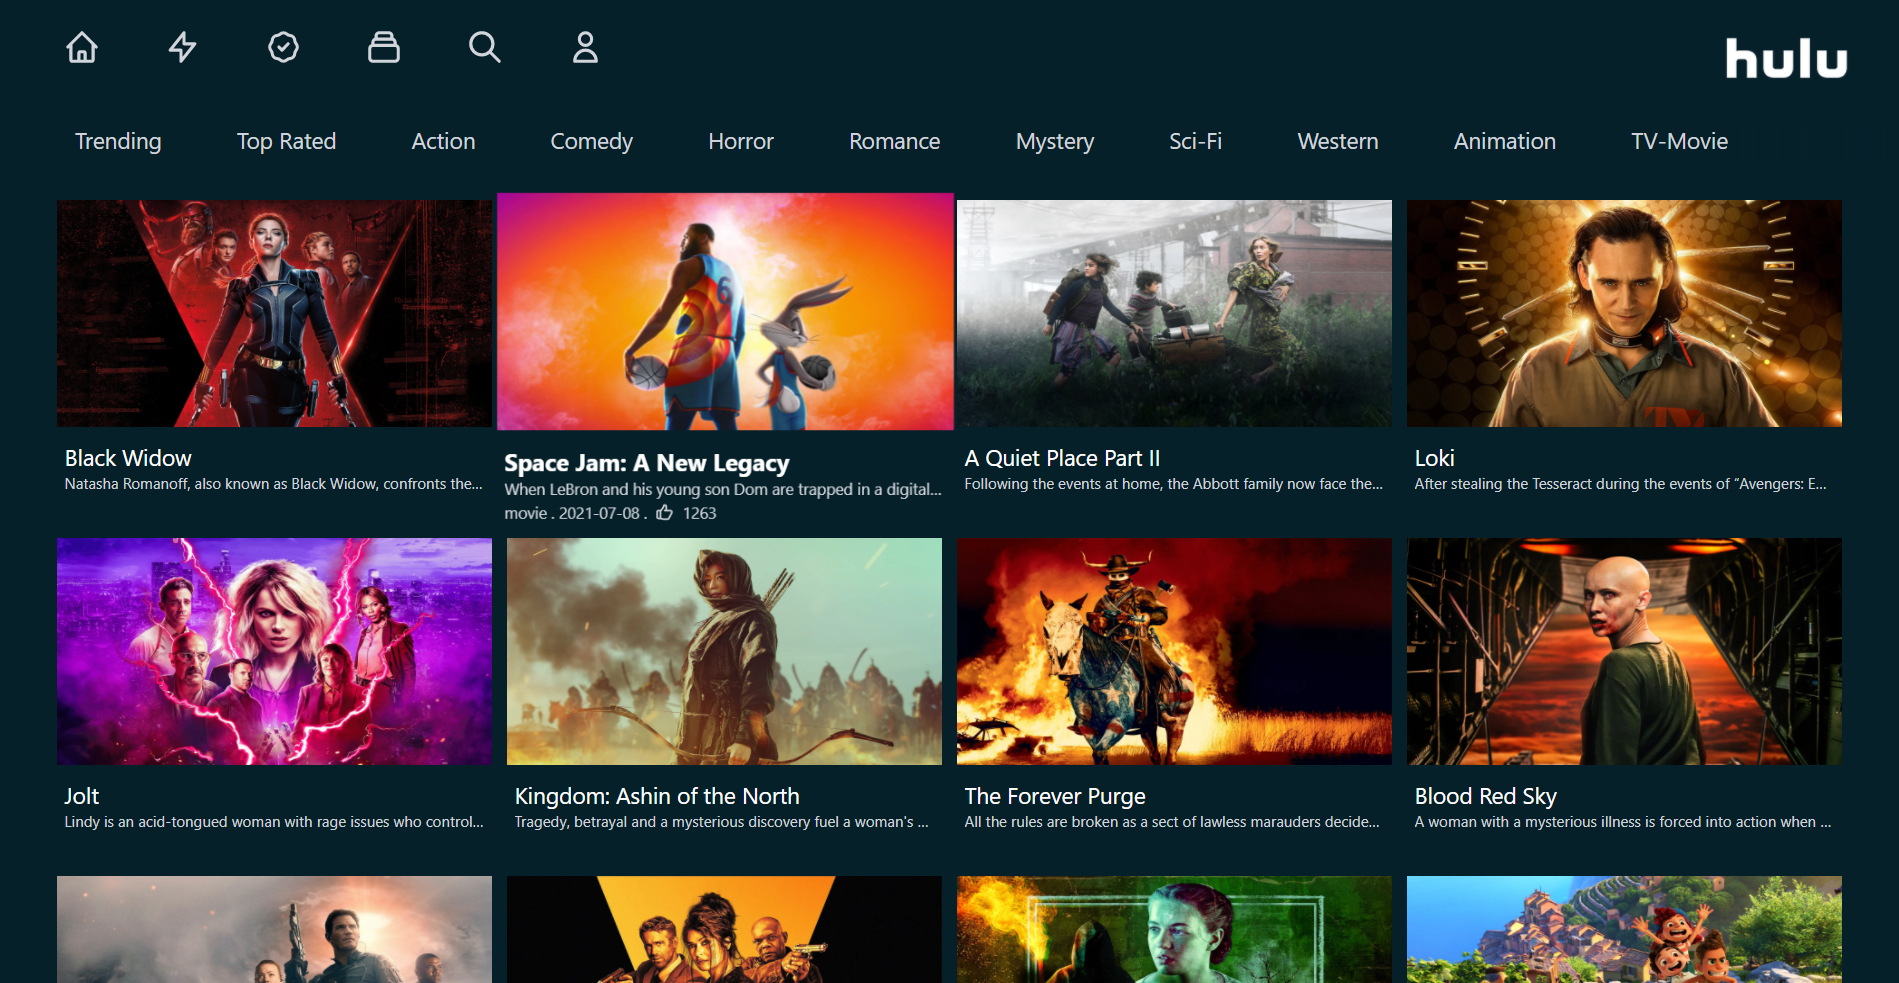 hulu
Trending Top Rated Action Comedy Horror Romance Mystery Sci-Fi Western Animation TV-Movie
6
Black Widow
Natasha Romanoff, also known as Black Widow, confronts the...
Space Jam: A New Legacy
When LeBron and his young son Dom are trapped in a digital...
movie . 2021-07-08 . 1263
A Quiet Place Part II
Following the events at home, the Abbott family now face the...
Loki
After stealing the Tesseract during the events of “Avengers: E...
Jolt
Lindy is an acid-tongued woman with rage issues who control...
Kingdom: Ashin of the North
Tragedy, betrayal and a mysterious discovery fuel a woman's ...
The Forever Purge
All the rules are broken as a sect of lawless marauders decide...
Blood Red Sky
A woman with a mysterious illness is forced into action when ...